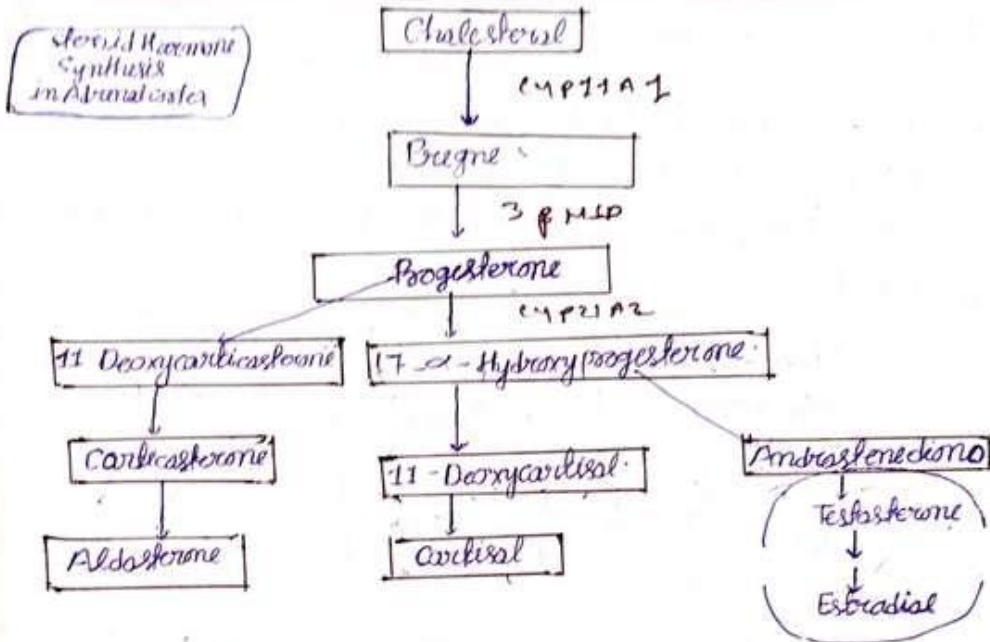 Steroid Hormone
Synthesis
in Adrenal
Cholesterol
CYP11A1
Pregne
3 β HSD
Progesterone
CYP21A2
11 Deoxycorticosterone
17-α-Hydroxyprogesterone.
Corticosterone
11-Deoxycortisol.
Androstenedione
Testosterone
Aldosterone
Cortisol
Estradiol